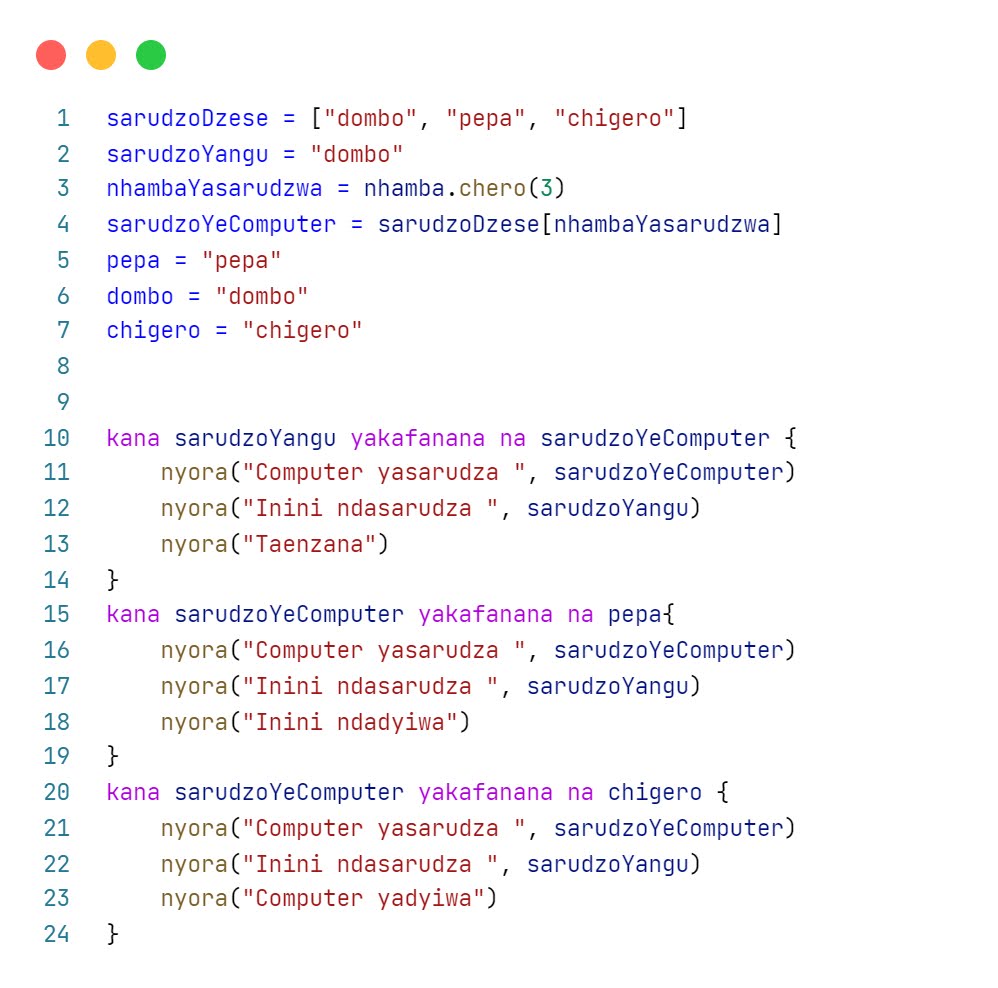 1 sarudzoDzese = ["dombo", "pepa", "chigero"]
2 sarudzoYangu = "dombo"
3 nhambaYasarudzwa = nhamba.chero(3)
4 sarudzoYeComputer = sarudzoDzese[nhambaYasarudzwa]
5 pepa = "pepa"
6 dombo = "dombo"
7 chigero = "chigero"
8
9
10 kana sarudzoYangu yakafanana na sarudzoYeComputer {
11     nyora("Computer yasarudza ", sarudzoYeComputer)
12     nyora("Inini ndasarudza ", sarudzoYangu)
13     nyora("Taenzana")
14 }
15 kana sarudzoYeComputer yakafanana na pepa{
16     nyora("Computer yasarudza ", sarudzoYeComputer)
17     nyora("Inini ndasarudza ", sarudzoYangu)
18     nyora("Inini ndadyiwa")
19 }
20 kana sarudzoYeComputer yakafanana na chigero {
21     nyora("Computer yasarudza ", sarudzoYeComputer)
22     nyora("Inini ndasarudza ", sarudzoYangu)
23     nyora("Computer yadyiwa")
24 }